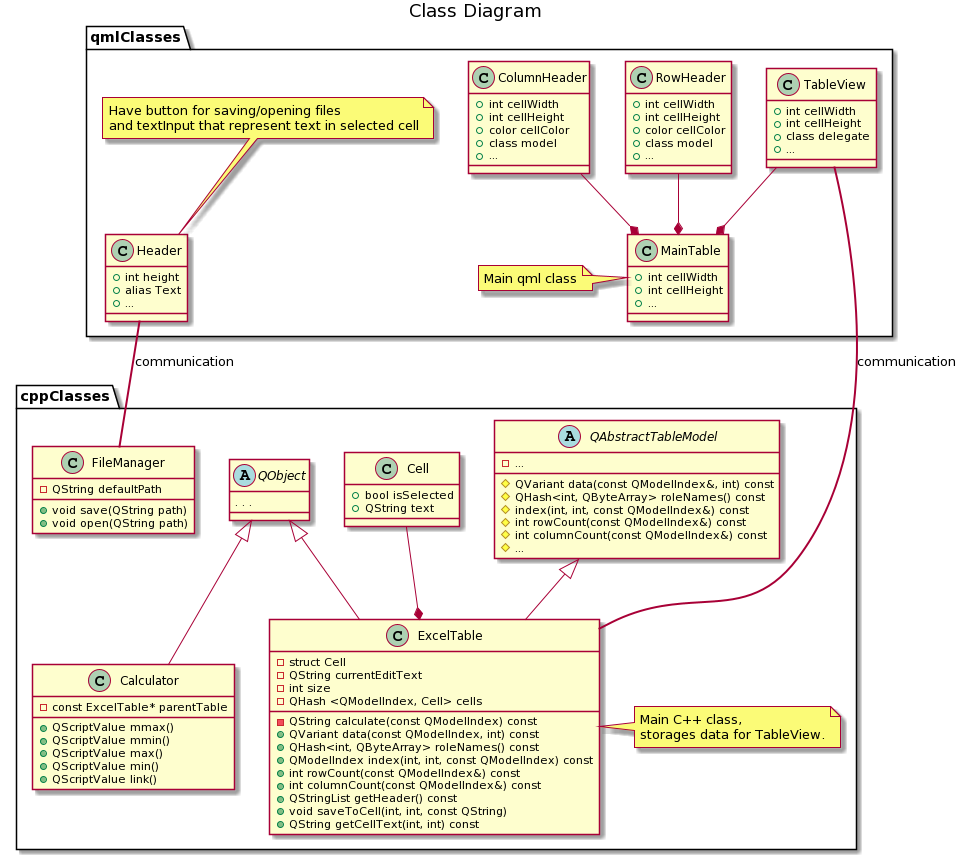 Class Diagram
qmlClasses
Have button for saving/opening files
and textInput that represent text in selected cell
C ColumnHeader
int cellWidth
int cellHeight
color cellColor
class model
...
C RowHeader
int cellWidth
int cellHeight
color cellColor
class model
...
C TableView
int cellWidth
int cellHeight
class delegate
...
C Header
int height
alias Text
...
Main qml class
C MainTable
int cellWidth
int cellHeight
...
communication
communication
cppClasses
C FileManager
QString defaultPath
void save(QString path)
void open(QString path)
A QObject
. . .
C Cell
bool isSelected
QString text
A QAbstractTableModel
...
QVariant data(const QModelIndex&, int) const
QHash<int, QByteArray> roleNames() const
index(int, int, const QModelIndex&) const
int rowCount(const QModelIndex&) const
int columnCount(const QModelIndex&) const
...
C Calculator
const ExcelTable* parentTable
QScriptValue mmax()
QScriptValue mmin()
QScriptValue max()
QScriptValue min()
QScriptValue link()
C ExcelTable
struct Cell
QString currentEditText
int size
QHash <QModelIndex, Cell> cells
QString calculate(const QModelIndex) const
QVariant data(const QModelIndex, int) const
QHash<int, QByteArray> roleNames() const
QModelIndex index(int, int, const QModelIndex) const
int rowCount(const QModelIndex&) const
int columnCount(const QModelIndex&) const
QStringList getHeader() const
void saveToCell(int, int, const QString)
QString getCellText(int, int) const
Main C++ class,
storages data for TableView.